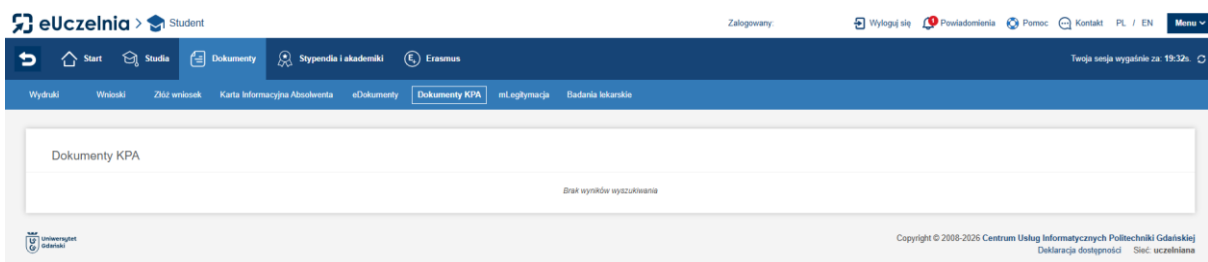 eUczelnia > Student Zalogowany: Wyloguj się 1 Powiadomienia Pomoc Kontakt PL / EN Menu
Start Studia Dokumenty Stypendia i akademiki Erasmus Twoja sesja wygaśnie za: 19:32s.
Wydruki Wnioski Złóż wniosek Karta Informacyjna Absolwenta eDokumenty Dokumenty KPA mLegitymacja Badania lekarskie
Dokumenty KPA
Brak wyników wyszukiwania
Uniwersytet
Gdański
Copyright © 2008-2026 Centrum Usług Informatycznych Politechniki Gdańskiej
Deklaracja dostępności Sieć: uczelniana